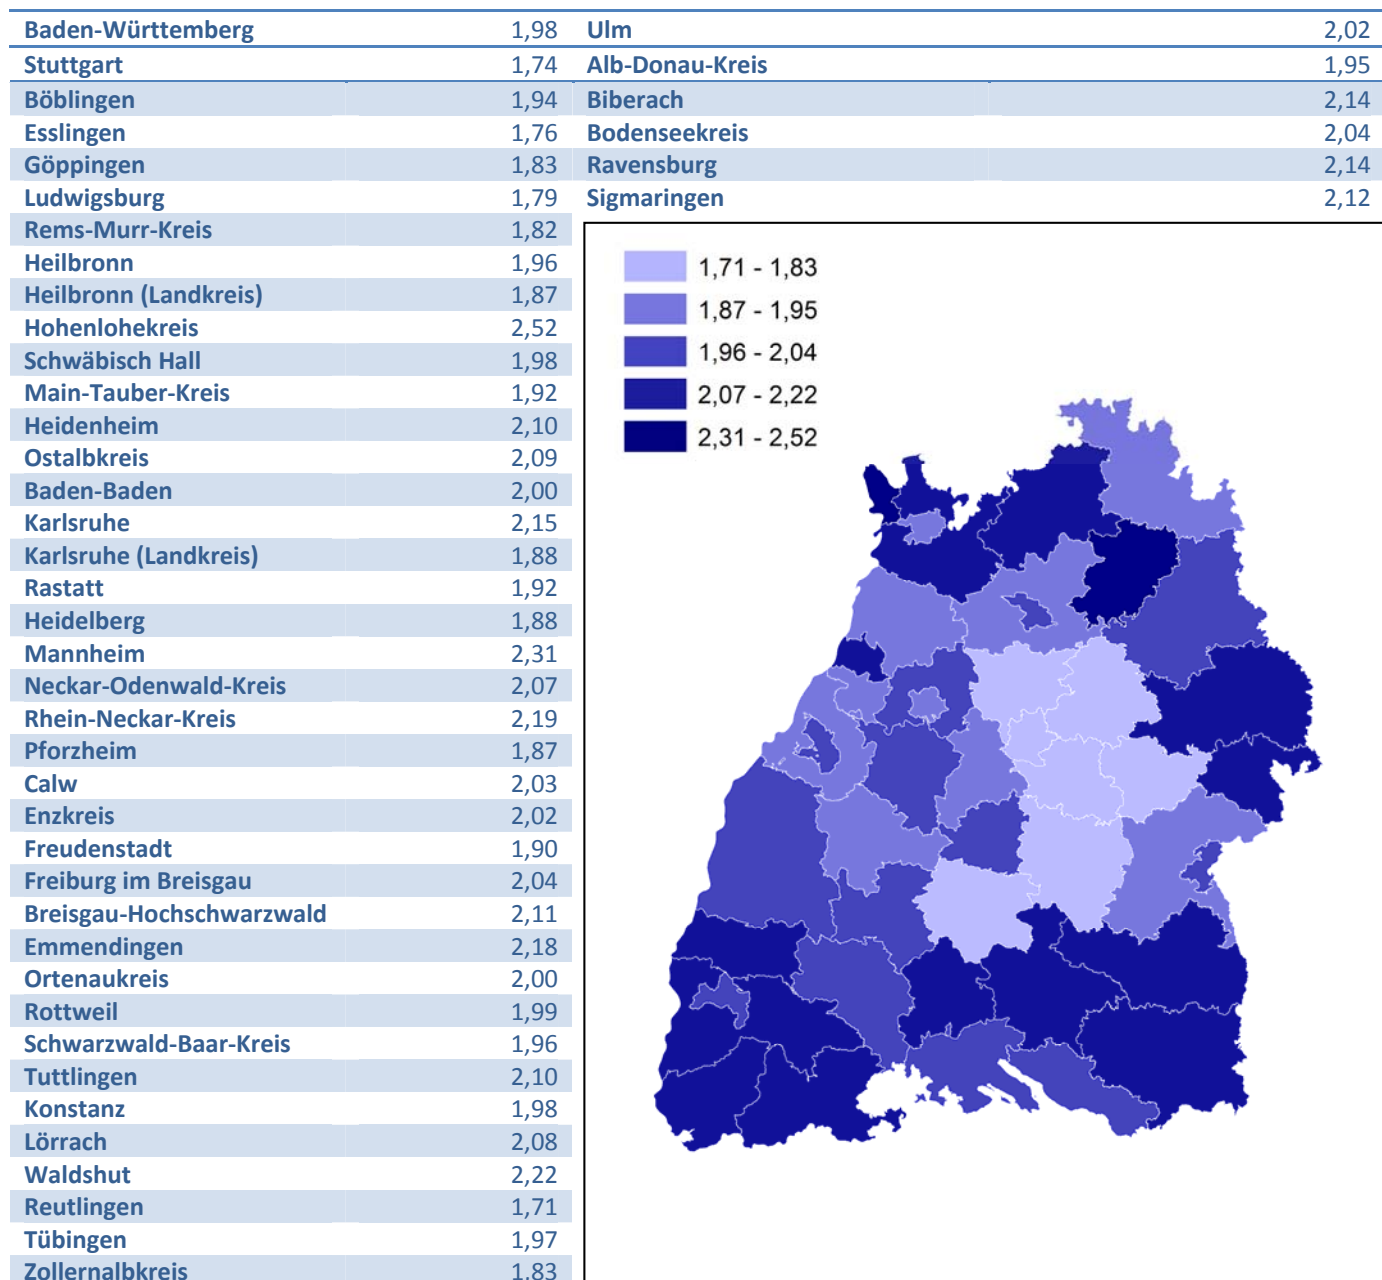 Baden-Württemberg 1,98
Stuttgart 1,74
Böblingen 1,94
Esslingen 1,76
Göppingen 1,83
Ludwigsburg 1,79
Rems-Murr-Kreis 1,82
Heilbronn 1,96
Heilbronn (Landkreis) 1,87
Hohenlohekreis 2,52
Schwäbisch Hall 1,98
Main-Tauber-Kreis 1,92
Heidenheim 2,10
Ostalbkreis 2,09
Baden-Baden 2,00
Karlsruhe 2,15
Karlsruhe (Landkreis) 1,88
Rastatt 1,92
Heidelberg 1,88
Mannheim 2,31
Neckar-Odenwald-Kreis 2,07
Rhein-Neckar-Kreis 2,19
Pforzheim 1,87
Calw 2,03
Enzkreis 2,02
Freudenstadt 1,90
Freiburg im Breisgau 2,04
Breisgau-Hochschwarzwald 2,11
Emmendingen 2,18
Ortenaukreis 2,00
Rottweil 1,99
Schwarzwald-Baar-Kreis 1,96
Tuttlingen 2,10
Konstanz 1,98
Lörrach 2,08
Waldshut 2,22
Reutlingen 1,71
Tübingen 1,97
Zollernalbkreis 1,83
Ulm 2,02
Alb-Donau-Kreis 1,95
Biberach 2,14
Bodenseekreis 2,04
Ravensburg 2,14
Sigmaringen 2,12
1,71 - 1,83
1,87 - 1,95
1,96 - 2,04
2,07 - 2,22
2,31 - 2,52